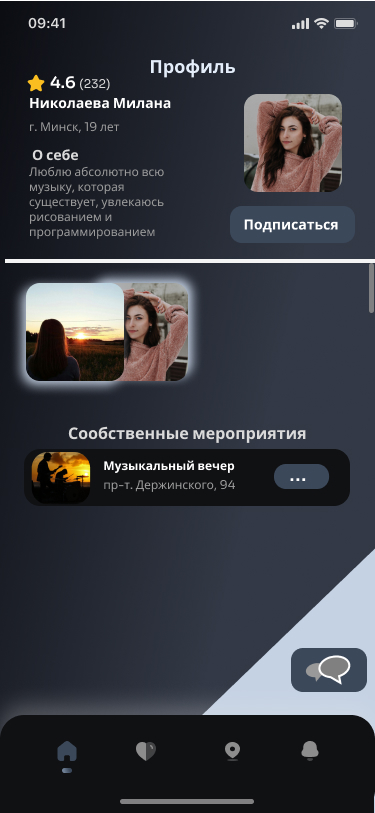 09:41
Профиль
4.6 (232)
Николаева Милана
г. Минск, 19 лет
О себе
Люблю абсолютно всю
музыку, которая
существует, увлекаюсь
рисованием и
программированием
Подписаться
Сообственные мероприятия
Музыкальный вечер
пр-т. Держинского, 94
...